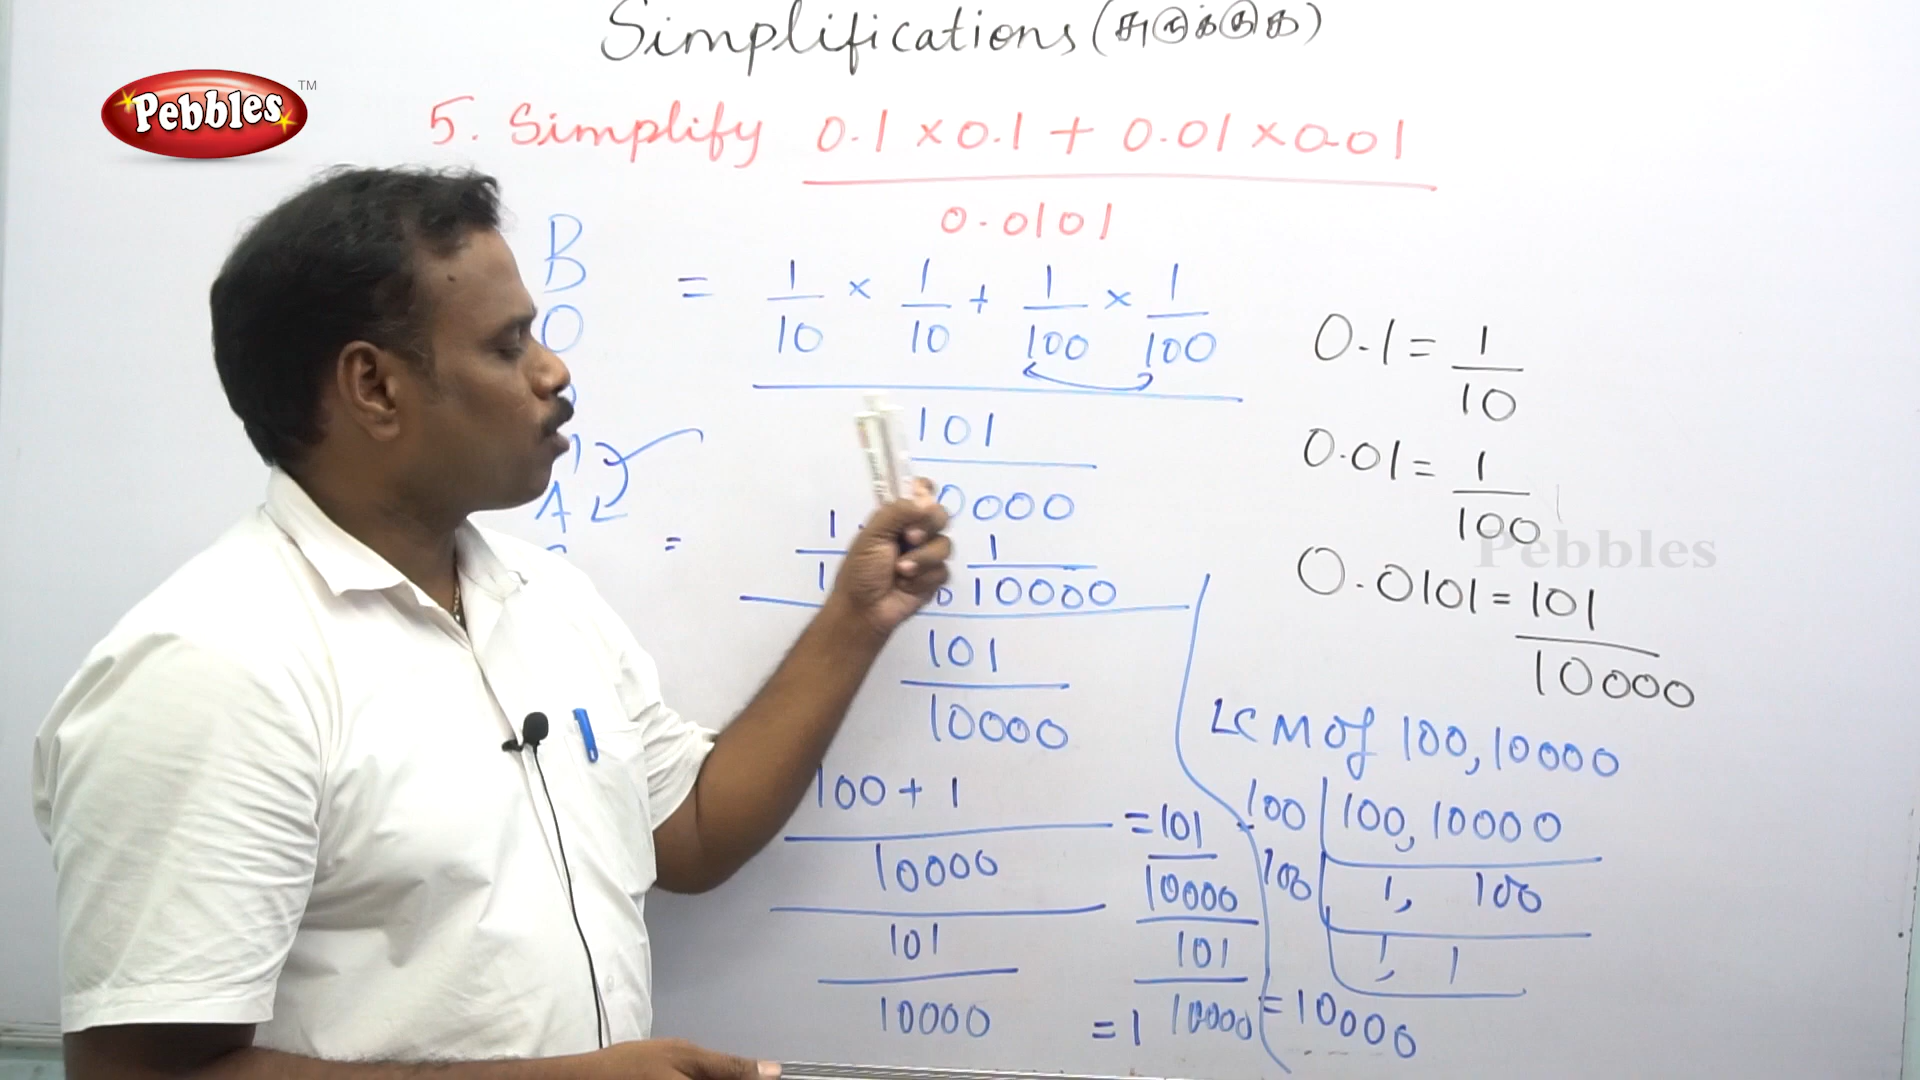 Simplifications (சுருக்குக)
Pebbles™
5. Simplify 0.1 × 0.1 + 0.01 × 0.01
0.0101
B
O
A
= 1/10 × 1/10 + 1/100 × 1/100
101
0000
= 1 1/10000
101
10000
100 + 1
10000
101
10000
= 101
10000
101
10000
= 1
0.1 = 1/10
0.01 = 1/100
Pebbles
0.0101 = 101
10000
LCM of 100, 10000
100 | 100, 10000
100 | 1, 100
1, 1
= 10000